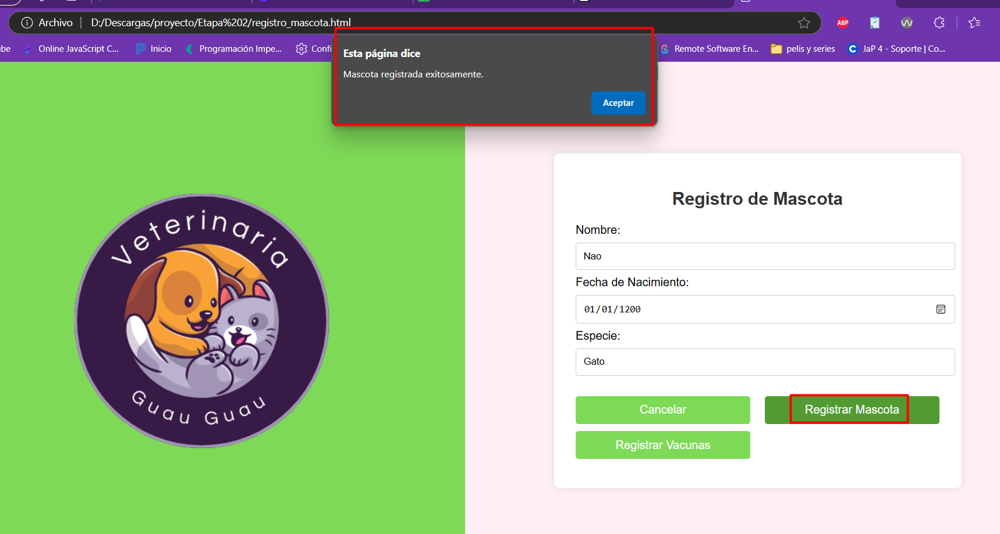 Archivo
D:/Descargas/proyecto/Etapa%202/registro_mascota.html
ABP
be
Online JavaScript C...
Inicio
Programación Impe...
Confi
Remote Software En...
pelis y series
JaP 4 - Soporte | Co...
Esta página dice
Mascota registrada exitosamente.
Aceptar
Veterinaria
Guau Guau
Registro de Mascota
Nombre:
Nao
Fecha de Nacimiento:
01/01/1200
Especie:
Gato
Cancelar
Registrar Mascota
Registrar Vacunas